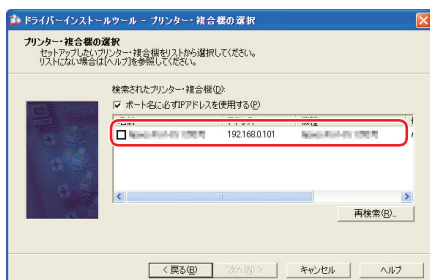 ドライバーインストールツール - プリンター・複合機の選択
プリンター・複合機の選択
セットアップしたいプリンター・複合機をリストから選択してください。
リストにない場合は[ヘルプ]を参照してください。
検索されたプリンター・複合機(D):
ポート名に必ずIPアドレスを使用する(P)
192.168.0.101
再検索(R)...
< 戻る(B)
次へ(N) >
キャンセル
ヘルプ